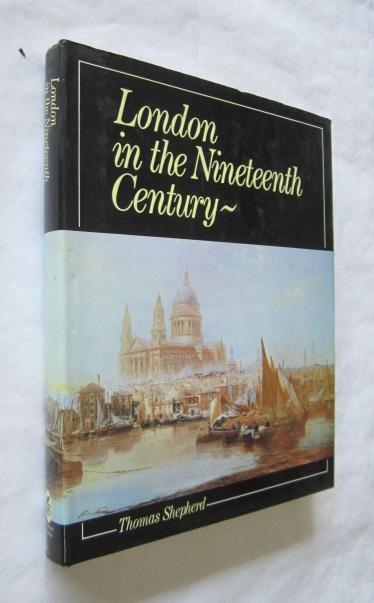 London
in the Nineteenth
Century~
Thomas Shepherd
London
in the Nineteenth